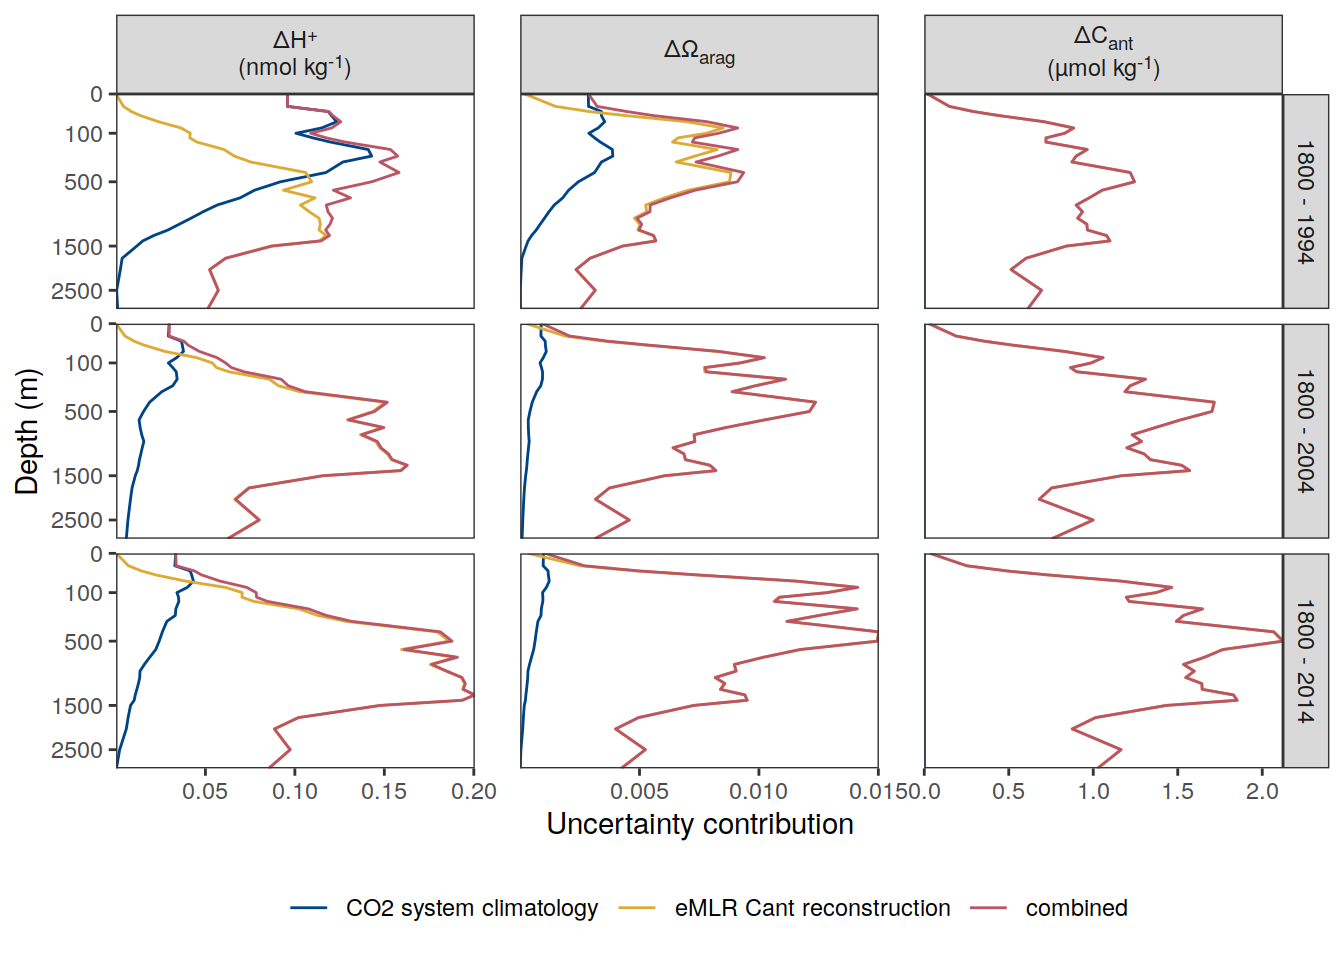 ΔH⁺
(nmol kg⁻¹)
ΔΩarag
ΔCant
(μmol kg⁻¹)
0
100
500
1500
2500
1800 - 1994
0
100
500
1500
2500
1800 - 2004
0
100
500
1500
2500
1800 - 2014
Depth (m)
0.05 0.10 0.15 0.20
0.005 0.010 0.015
0.0 0.5 1.0 1.5 2.0
Uncertainty contribution
CO2 system climatology eMLR Cant reconstruction combined